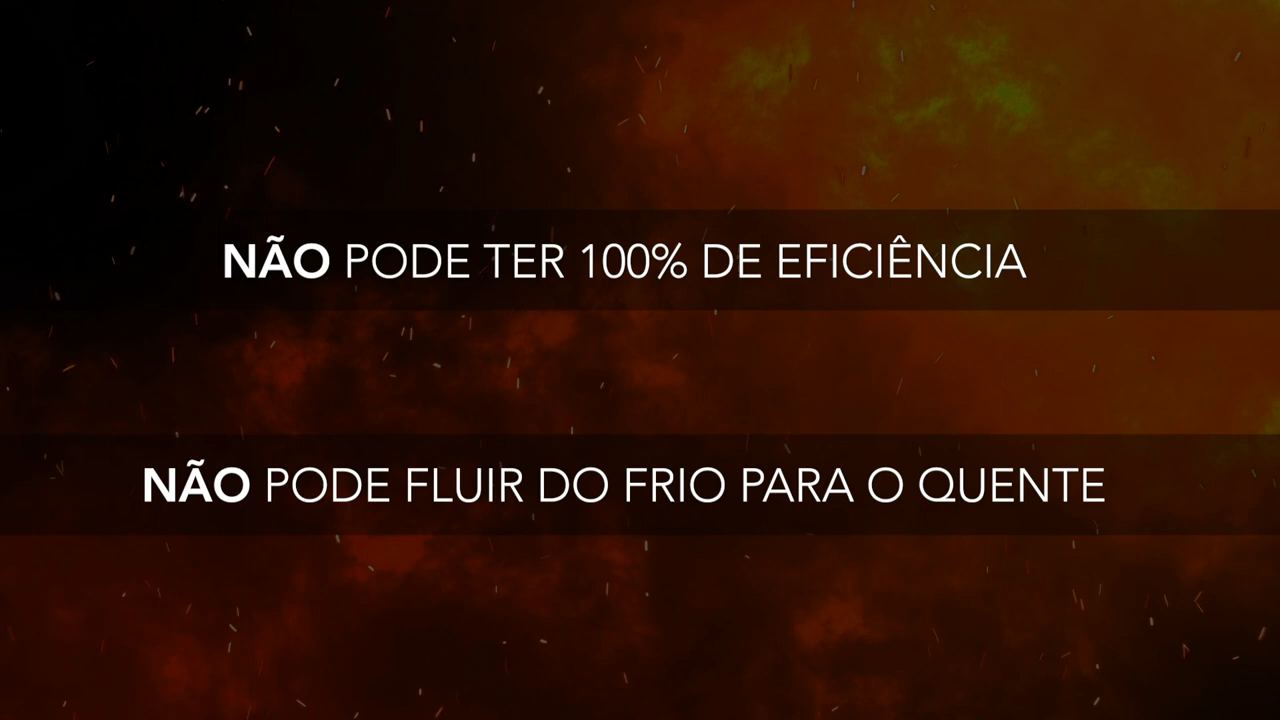 NÃO PODE TER 100% DE EFICIÊNCIA
NÃO PODE FLUIR DO FRIO PARA O QUENTE